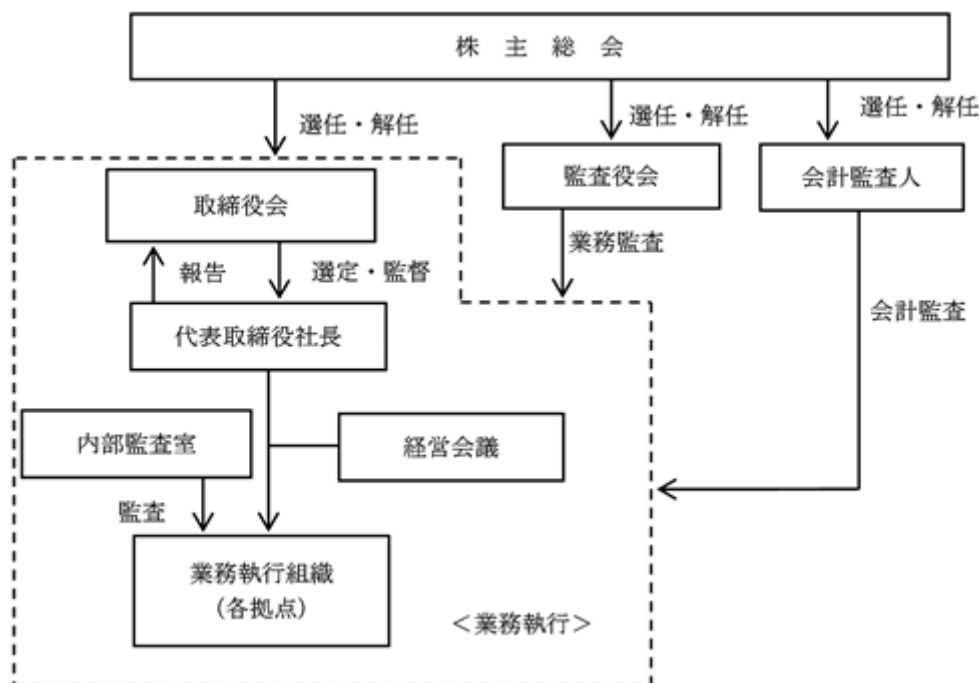 株 主 総 会
選任・解任
選任・解任
選任・解任
取締役会
監査役会
会計監査人
報告
選定・監督
業務監査
代表取締役社長
会計監査
内部監査室
経営会議
監査
業務執行組織
(各拠点)
＜業務執行＞